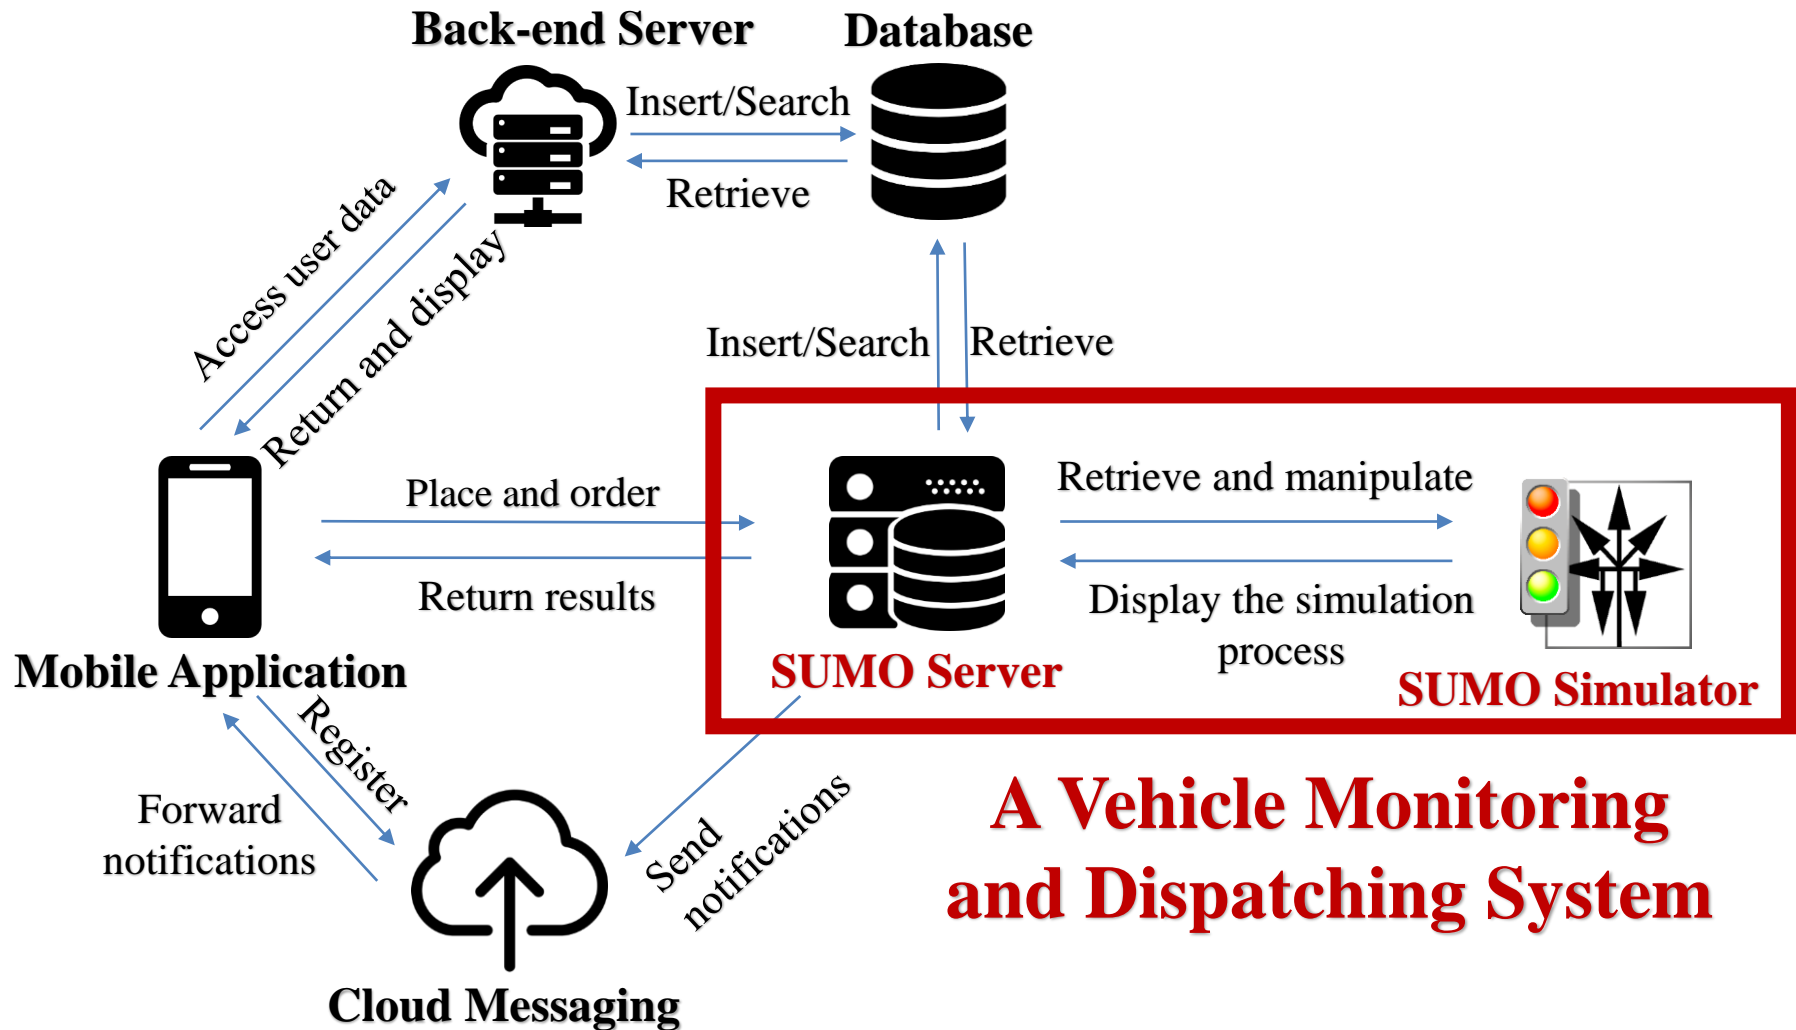 Back-end Server
Database
Insert/Search
Retrieve
Access user data
Return and display
Insert/Search
Retrieve
Place and order
Return results
Retrieve and manipulate
Display the simulation
process
Mobile Application
SUMO Server
SUMO Simulator
Register
Forward
notifications
Send
notifications
A Vehicle Monitoring
and Dispatching System
Cloud Messaging